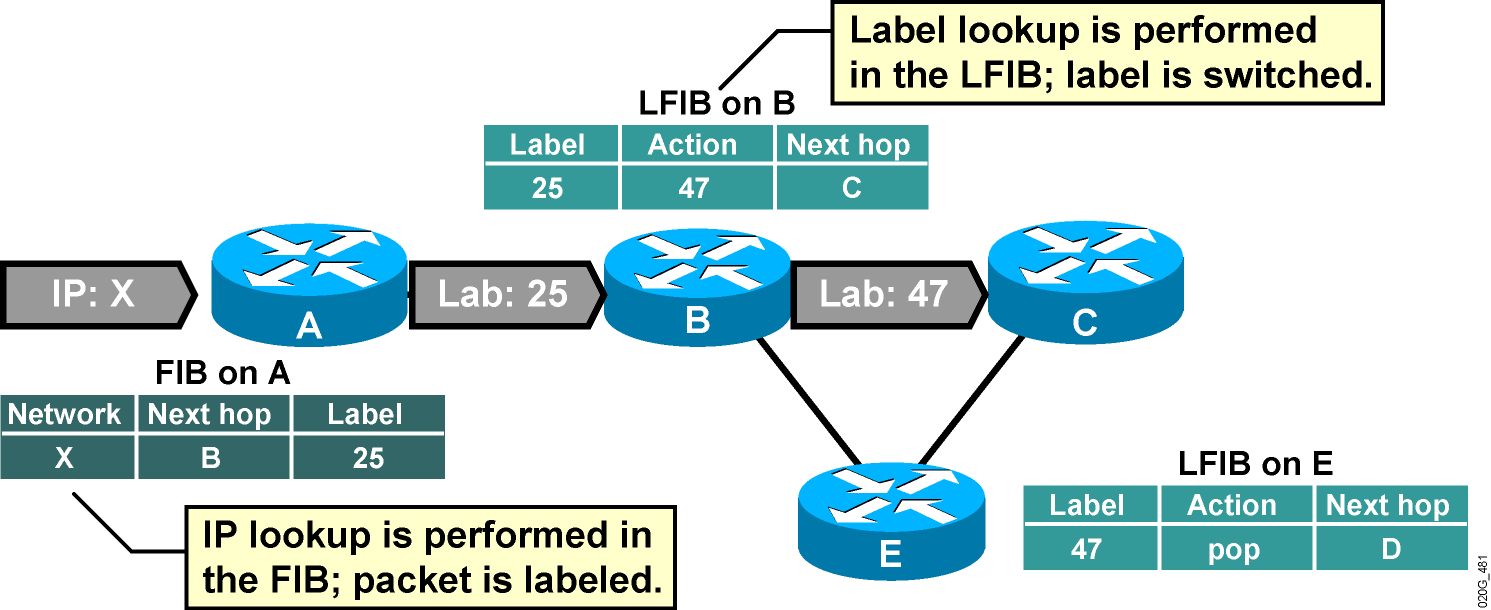 Label lookup is performed
in the LFIB; label is switched.
LFIB on B
Label Action Next hop
25 47 C
IP: X
A
Lab: 25
B
Lab: 47
C
FIB on A
Network Next hop Label
X B 25
IP lookup is performed in
the FIB; packet is labeled.
E
LFIB on E
Label Action Next hop
47 pop D
020G_481